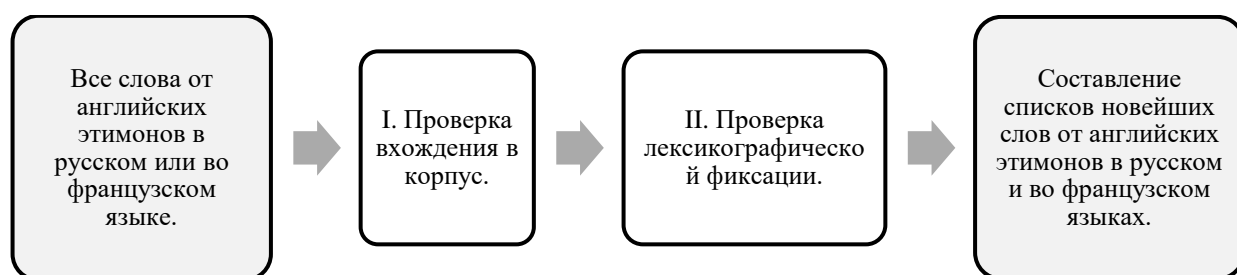 Все слова от
английских
этимонов в
русском или во
французском
языке.
I. Проверка
вхождения в
корпус.
II. Проверка
лексикографическо
й фиксации.
Составление
списков новейших
слов от английских
этимонов в русском
и во французском
языках.